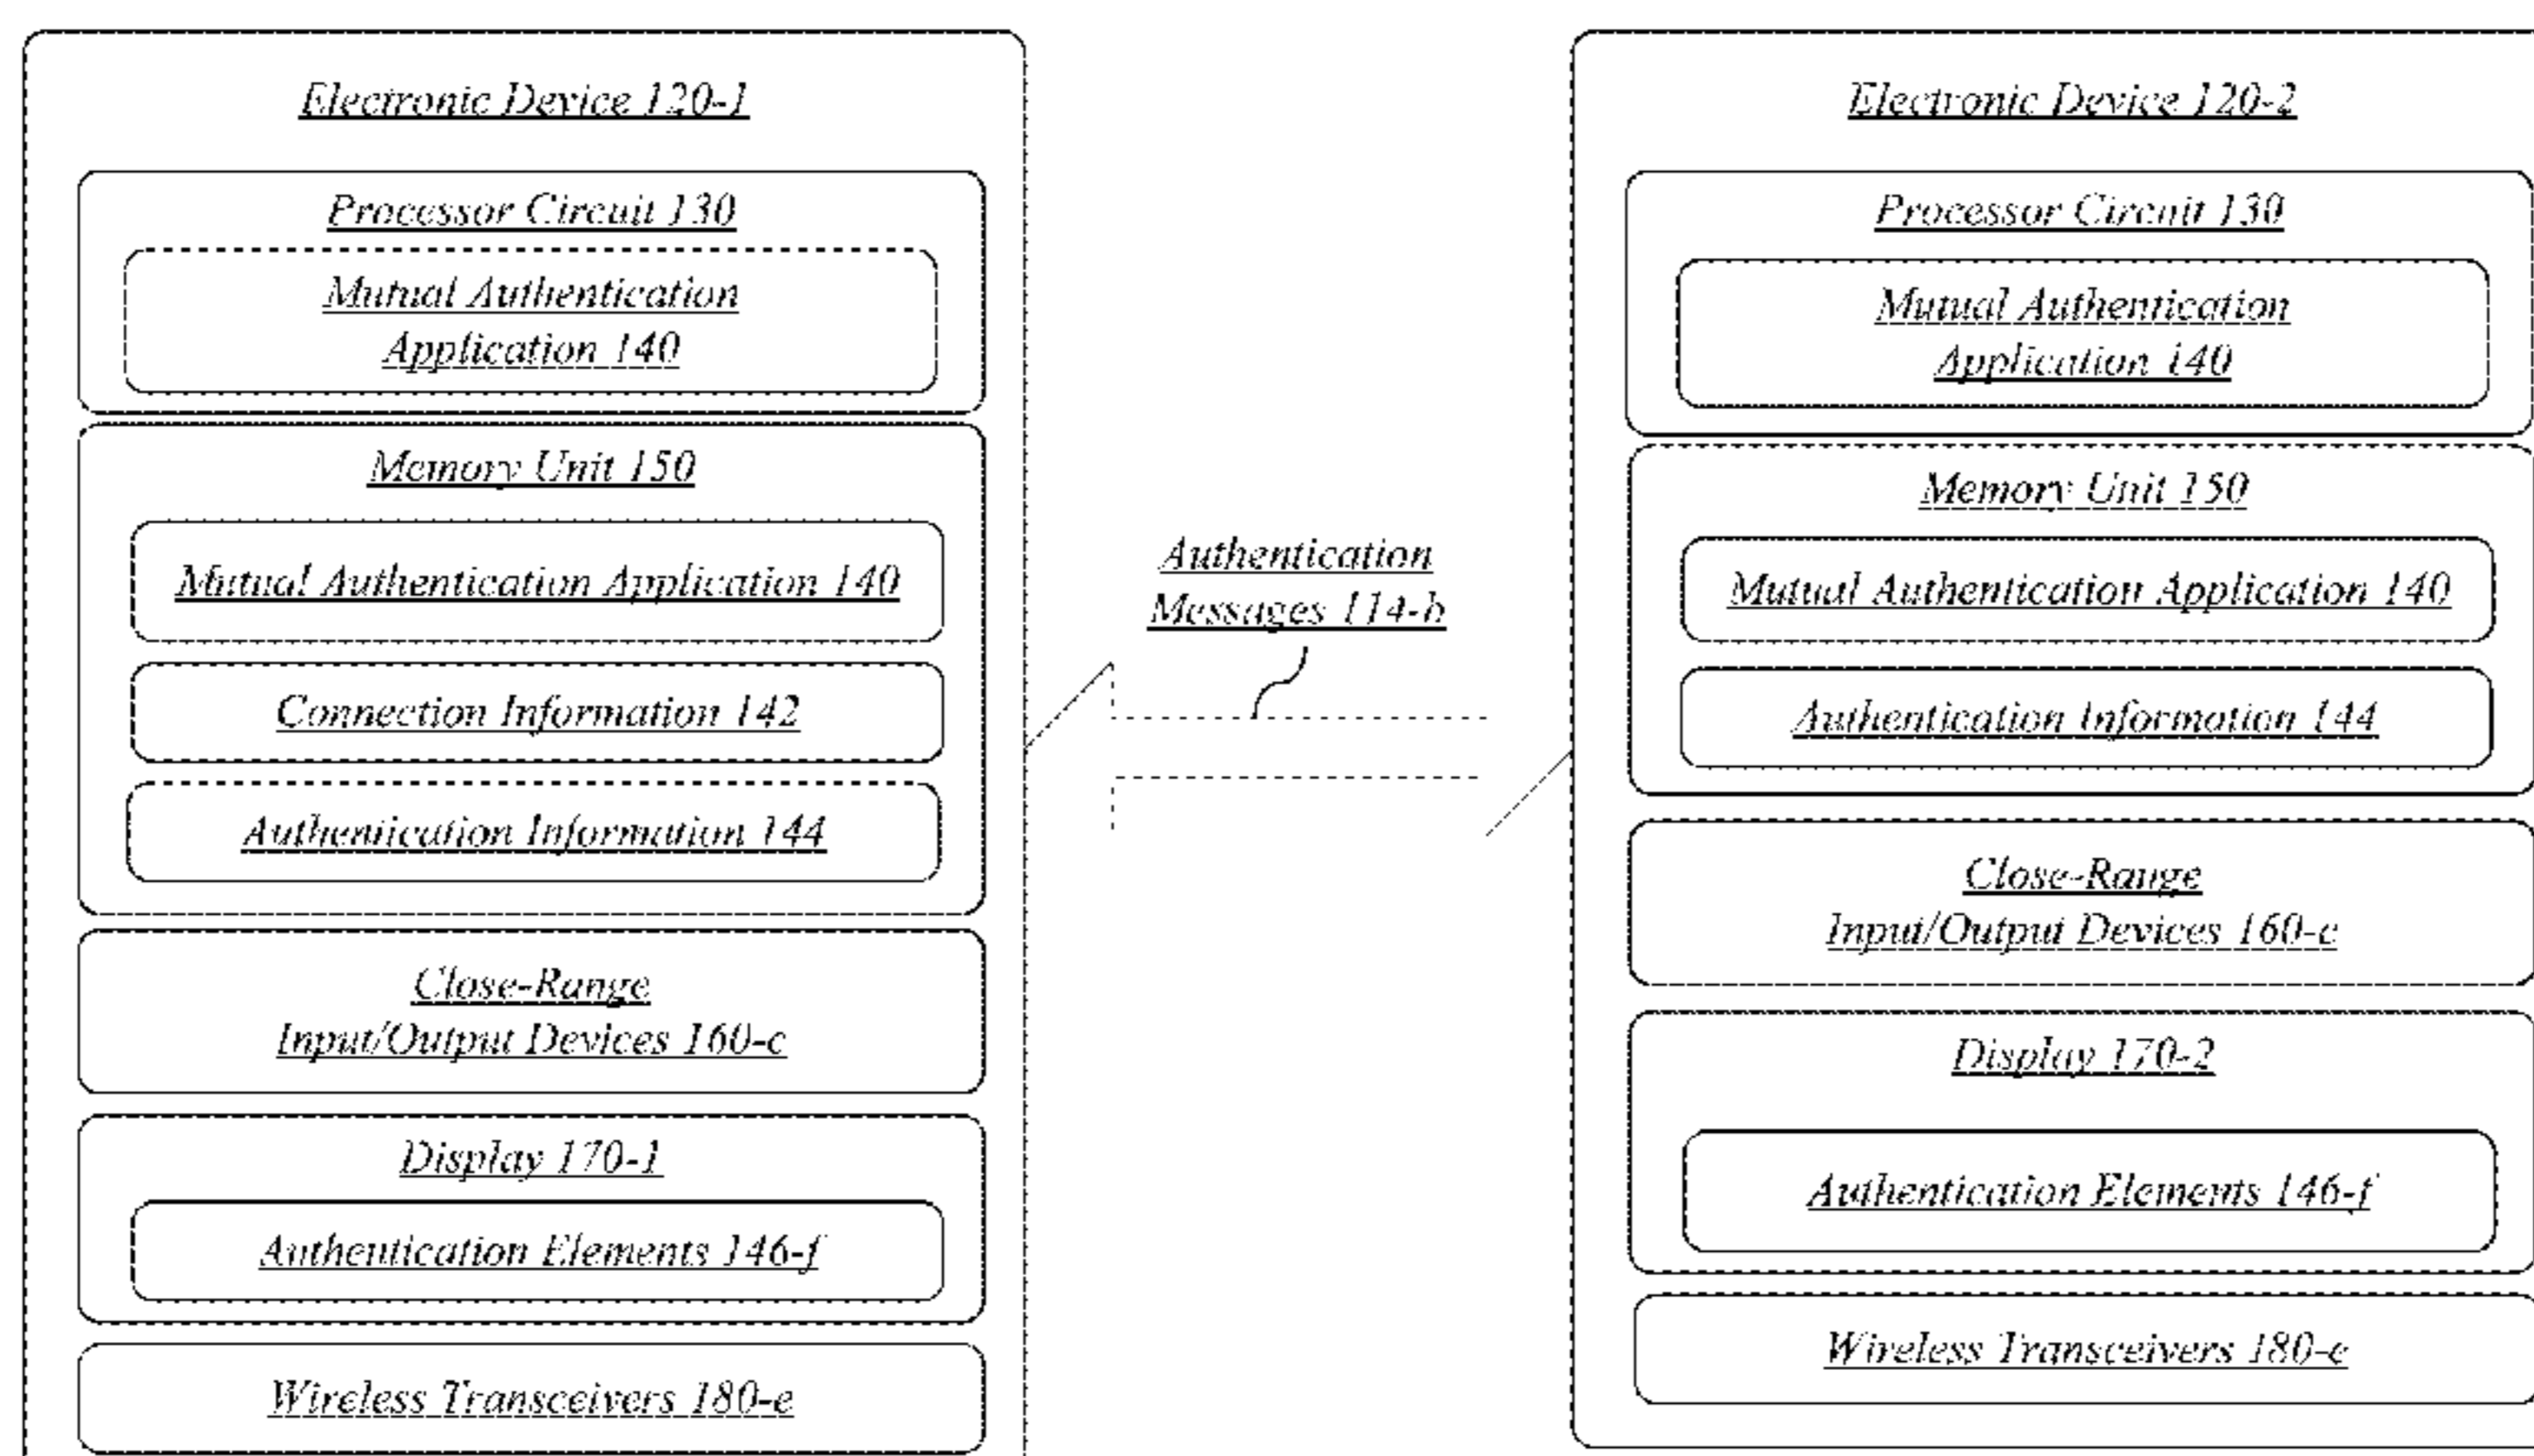 Electronic Device 120-1
Processor Circuit 130
Mutual Authentication
Application 140
Memory Unit 150
Mutual Authentication Application 140
Connection Information 142
Authentication Information 144
Close-Range
Input/Output Devices 160-c
Display 170-1
Authentication Elements 146-f
Wireless Transceivers 180-e
Authentication
Messages 114-b
Electronic Device 120-2
Processor Circuit 130
Mutual Authentication
Application 140
Memory Unit 150
Mutual Authentication Application 140
Authentication Information 144
Close-Range
Input/Output Devices 160-c
Display 170-2
Authentication Elements 146-f
Wireless Transceivers 180-e